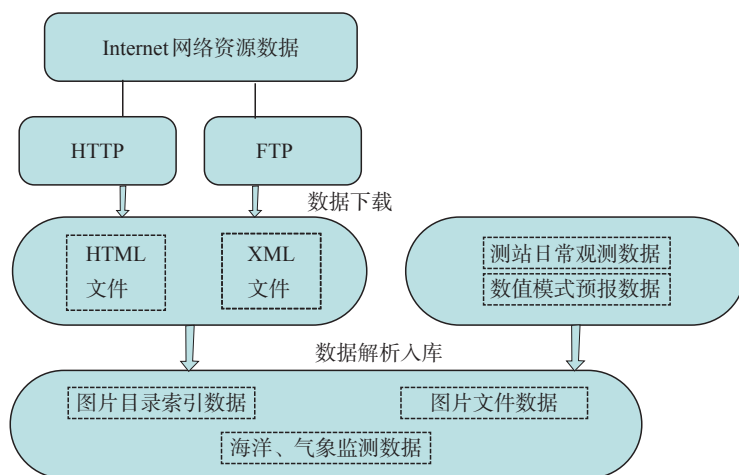 Internet网络资源数据
HTTP
FTP
数据下载
HTML
文件
XML
文件
测站日常观测数据
数值模式预报数据
数据解析入库
图片目录索引数据
图片文件数据
海洋、气象监测数据